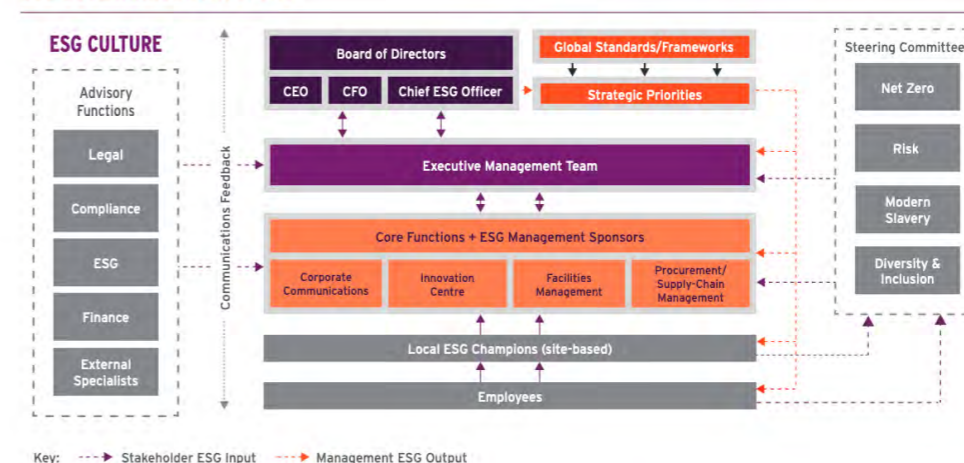 ESG CULTURE
Advisory
Functions
Legal
Compliance
ESG
Finance
External
Specialists
Communications Feedback
Board of Directors
CEO
CFO
Chief ESG Officer
Global Standards/Frameworks
Strategic Priorities
Executive Management Team
Core Functions + ESG Management Sponsors
Corporate
Communications
Innovation
Centre
Facilities
Management
Procurement/
Supply-Chain
Management
Local ESG Champions (site-based)
Employees
Steering Committee
Net Zero
Risk
Modern
Slavery
Diversity &
Inclusion
Key: Stakeholder ESG Input Management ESG Output